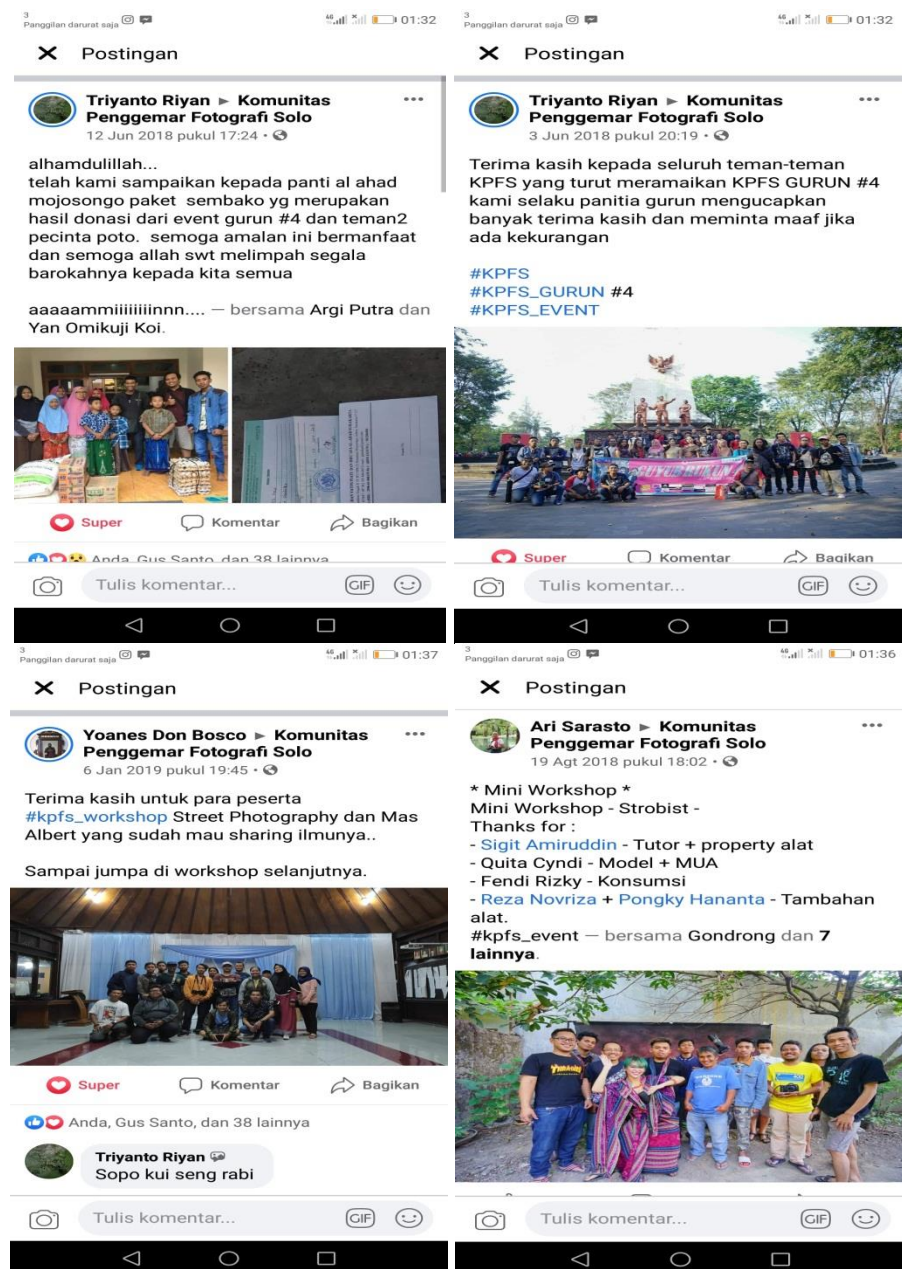 3
Panggilan darurat saja
01:32
Postingan
Triyanto Riyan ► Komunitas
Penggemar Fotografi Solo
12 Jun 2018 pukul 17:24 •
alhamdulillah...
telah kami sampaikan kepada panti al ahad
mojosongo paket sembako yg merupakan
hasil donasi dari event gurun #4 dan teman2
pecinta poto. semoga amalan ini bermanfaat
dan semoga allah swt melimpah segala
barokahnya kepada kita semua
aaaaammiiiiiiiinnn.... — bersama Argi Putra dan
Yan Omikuji Koi.
Super Komentar Bagikan
Anda, Gus Santo, dan 38 lainnya
Tulis komentar... GIF
3
Panggilan darurat saja
01:32
Postingan
Triyanto Riyan ► Komunitas
Penggemar Fotografi Solo
3 Jun 2018 pukul 20:19 •
Terima kasih kepada seluruh teman-teman
KPFS yang turut meramaikan KPFS GURUN #4
kami selaku panitia gurun mengucapkan
banyak terima kasih dan meminta maaf jika
ada kekurangan
#KPFS
#KPFS_GURUN #4
#KPFS_EVENT
GUYUB RUKUN
Super Komentar Bagikan
Tulis komentar... GIF
3
Panggilan darurat saja
01:37
Postingan
Yoanes Don Bosco ► Komunitas
Penggemar Fotografi Solo
6 Jan 2019 pukul 19:45 •
Terima kasih untuk para peserta
#kpfs_workshop Street Photography dan Mas
Albert yang sudah mau sharing ilmunya..
Sampai jumpa di workshop selanjutnya.
Super Komentar Bagikan
Anda, Gus Santo, dan 38 lainnya
Triyanto Riyan
Sopo kui seng rabi
Tulis komentar... GIF
3
Panggilan darurat saja
01:36
Postingan
Ari Sarasto ► Komunitas
Penggemar Fotografi Solo
19 Agt 2018 pukul 18:02 •
* Mini Workshop *
Mini Workshop - Strobist -
Thanks for :
- Sigit Amiruddin - Tutor + property alat
- Quita Cyndi - Model + MUA
- Fendi Rizky - Konsumsi
- Reza Novriza + Pongky Hananta - Tambahan
alat.
#kpfs_event — bersama Gondrong dan 7
lainnya.
Tulis komentar... GIF